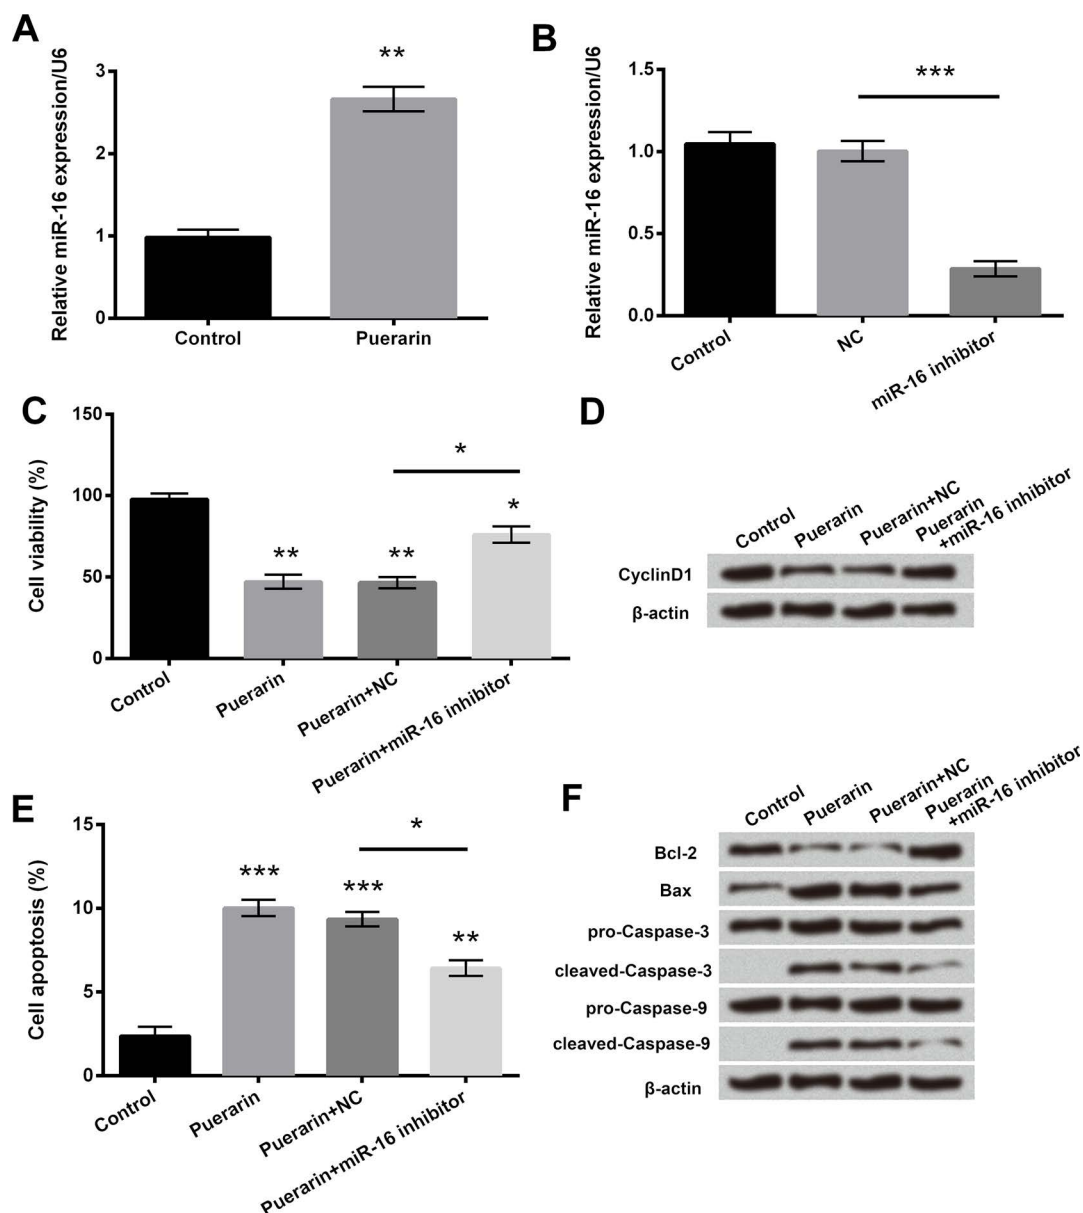 A
Relative miR-16 expression/U6
3
2
1
0
**
Control
Puerarin
B
Relative miR-16 expression/U6
1.5
1.0
0.5
0.0
***
Control
NC
miR-16 inhibitor
C
Cell viability (%)
150
100
50
0
**
**
*
*
Control
Puerarin
Puerarin+NC
Puerarin+miR-16 inhibitor
D
Control
Puerarin
Puerarin+NC
Puerarin
+miR-16 inhibitor
CyclinD1
β-actin
E
Cell apoptosis (%)
15
10
5
0
***
***
*
**
Control
Puerarin
Puerarin+NC
Puerarin+miR-16 inhibitor
F
Control
Puerarin
Puerarin+NC
Puerarin
+miR-16 inhibitor
Bcl-2
Bax
pro-Caspase-3
cleaved-Caspase-3
pro-Caspase-9
cleaved-Caspase-9
β-actin